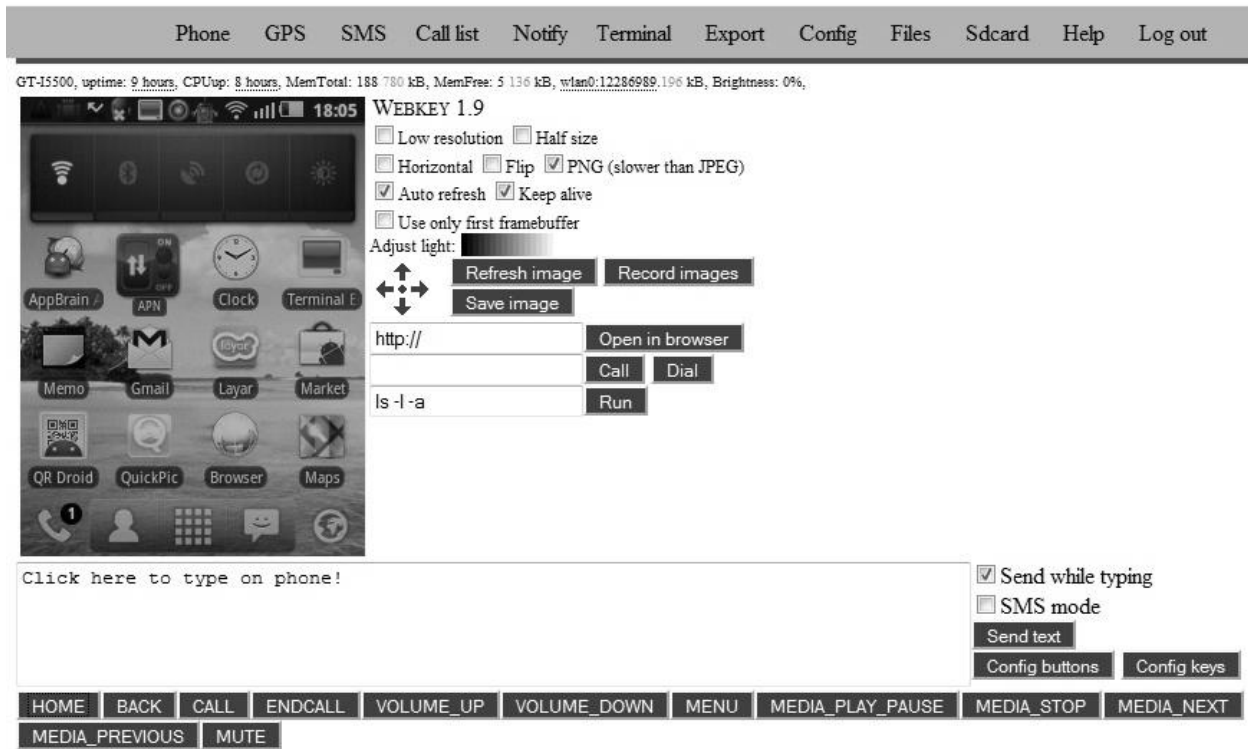 Phone GPS SMS Call list Notify Terminal Export Config Files Sdcard Help Log out
GT-I5500, uptime: 9 hours, CPUup: 8 hours, MemTotal: 188 780 kB, MemFree: 5 136 kB, wlan0:12286989.196 kB, Brightness: 0%,
18:05
WEBKEY 1.9
Low resolution Half size
Horizontal Flip PNG (slower than JPEG)
Auto refresh Keep alive
Use only first framebuffer
Adjust light:
ON
OFF
AppBrain A APN Clock Terminal E
Refresh image Record images
Save image
http:// Open in browser
Call Dial
ls -l -a Run
layar
Memo Gmail Layar Market
QR Droid QuickPic Browser Maps
1
Click here to type on phone!
Send while typing
SMS mode
Send text
Config buttons Config keys
HOME BACK CALL ENDCALL VOLUME_UP VOLUME_DOWN MENU MEDIA_PLAY_PAUSE MEDIA_STOP MEDIA_NEXT
MEDIA_PREVIOUS MUTE